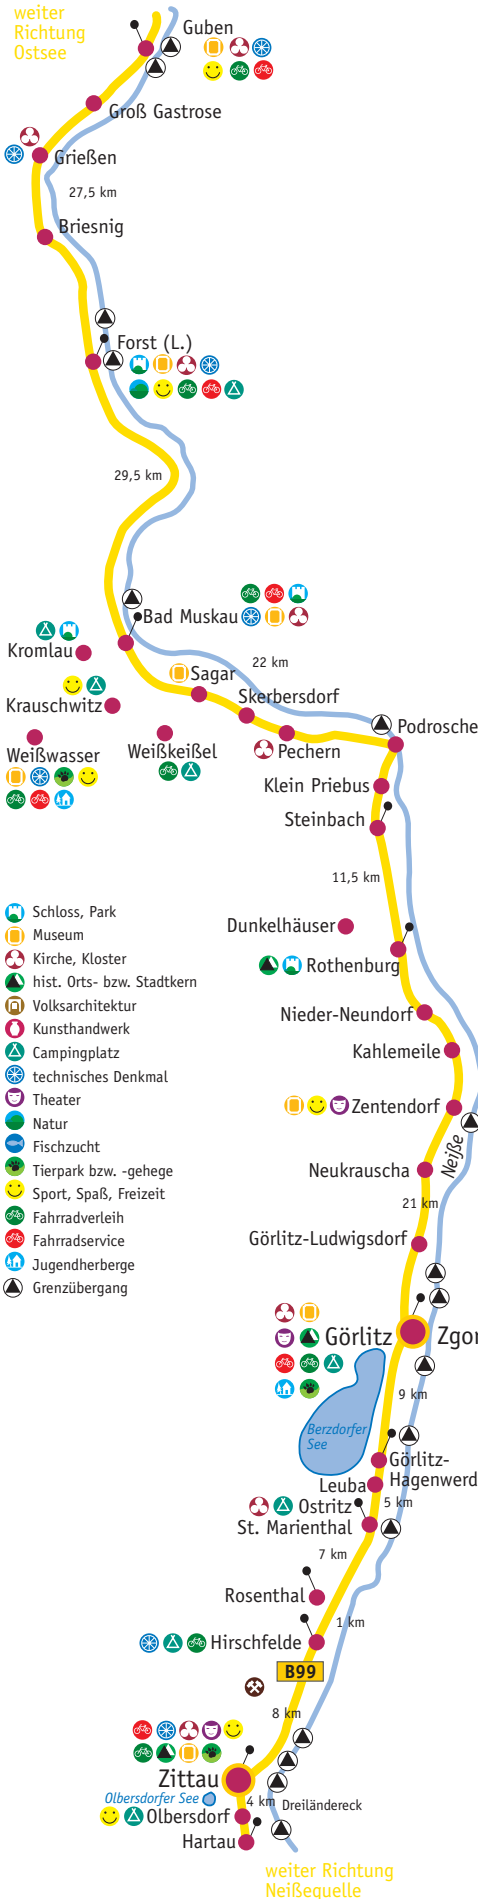 weiter
Richtung
Ostsee
Guben
Groß Gastrose
Grießen
27,5 km
Briesnig
Forst (L.)
29,5 km
Bad Muskau
Kromlau
22 km
Sagar
Krauschwitz
Skerbersdorf
Podrosche
Weißwasser
Weißkeißel
Pechern
Klein Priebus
Steinbach
11,5 km
Schloss, Park
Museum
Kirche, Kloster
hist. Orts- bzw. Stadtkern
Volksarchitektur
Kunsthandwerk
Campingplatz
technisches Denkmal
Theater
Natur
Fischzucht
Tierpark bzw. -gehege
Sport, Spaß, Freizeit
Fahrradverleih
Fahrradservice
Jugendherberge
Grenzübergang
Dunkelhäuser
Rothenburg
Nieder-Neundorf
Kahlemeile
Zentendorf
Neiße
Neukrauscha
21 km
Görlitz-Ludwigsdorf
Görlitz
Zgor
9 km
Berzdorfer
See
Görlitz-
Hagenwerd
Leuba
5 km
Ostritz
St. Marienthal
7 km
Rosenthal
1 km
Hirschfelde
B99
8 km
Zittau
Olbersdorfer See
4 km
Dreiländereck
Olbersdorf
Hartau
weiter Richtung
Neißequelle